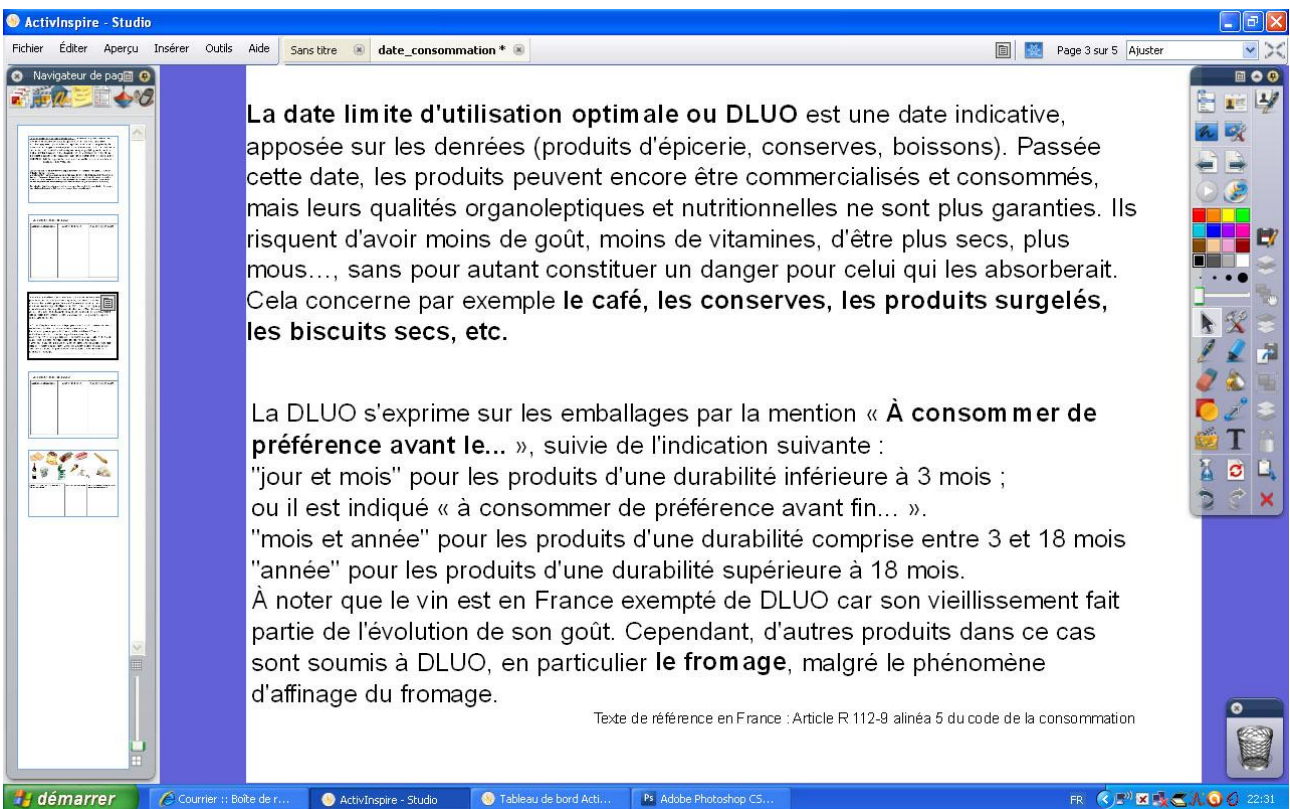 ActivInspire - Studio
Fichier Éditer Aperçu Insérer Outils Aide
Sans titre
date_consommation *
Page 3 sur 5
Ajuster
Navigateur de pag
La date limite d'utilisation optimale ou DLUO est une date indicative,
apposée sur les denrées (produits d'épicerie, conserves, boissons). Passée
cette date, les produits peuvent encore être commercialisés et consommés,
mais leurs qualités organoleptiques et nutritionnelles ne sont plus garanties. Ils
risquent d'avoir moins de goût, moins de vitamines, d'être plus secs, plus
mous..., sans pour autant constituer un danger pour celui qui les absorberait.
Cela concerne par exemple le café, les conserves, les produits surgelés,
les biscuits secs, etc.
La DLUO s'exprime sur les emballages par la mention « À consommer de
préférence avant le... », suivie de l'indication suivante :
"jour et mois" pour les produits d'une durabilité inférieure à 3 mois ;
ou il est indiqué « à consommer de préférence avant fin... ».
"mois et année" pour les produits d'une durabilité comprise entre 3 et 18 mois
"année" pour les produits d'une durabilité supérieure à 18 mois.
À noter que le vin est en France exempté de DLUO car son vieillissement fait
partie de l'évolution de son goût. Cependant, d'autres produits dans ce cas
sont soumis à DLUO, en particulier le fromage, malgré le phénomène
d'affinage du fromage.
Texte de référence en France : Article R 112-9 alinéa 5 du code de la consommation
démarrer
Courrier :: Boîte de r...
ActivInspire - Studio
Tableau de bord Acti...
Ps Adobe Photoshop CS...
FR
22:31